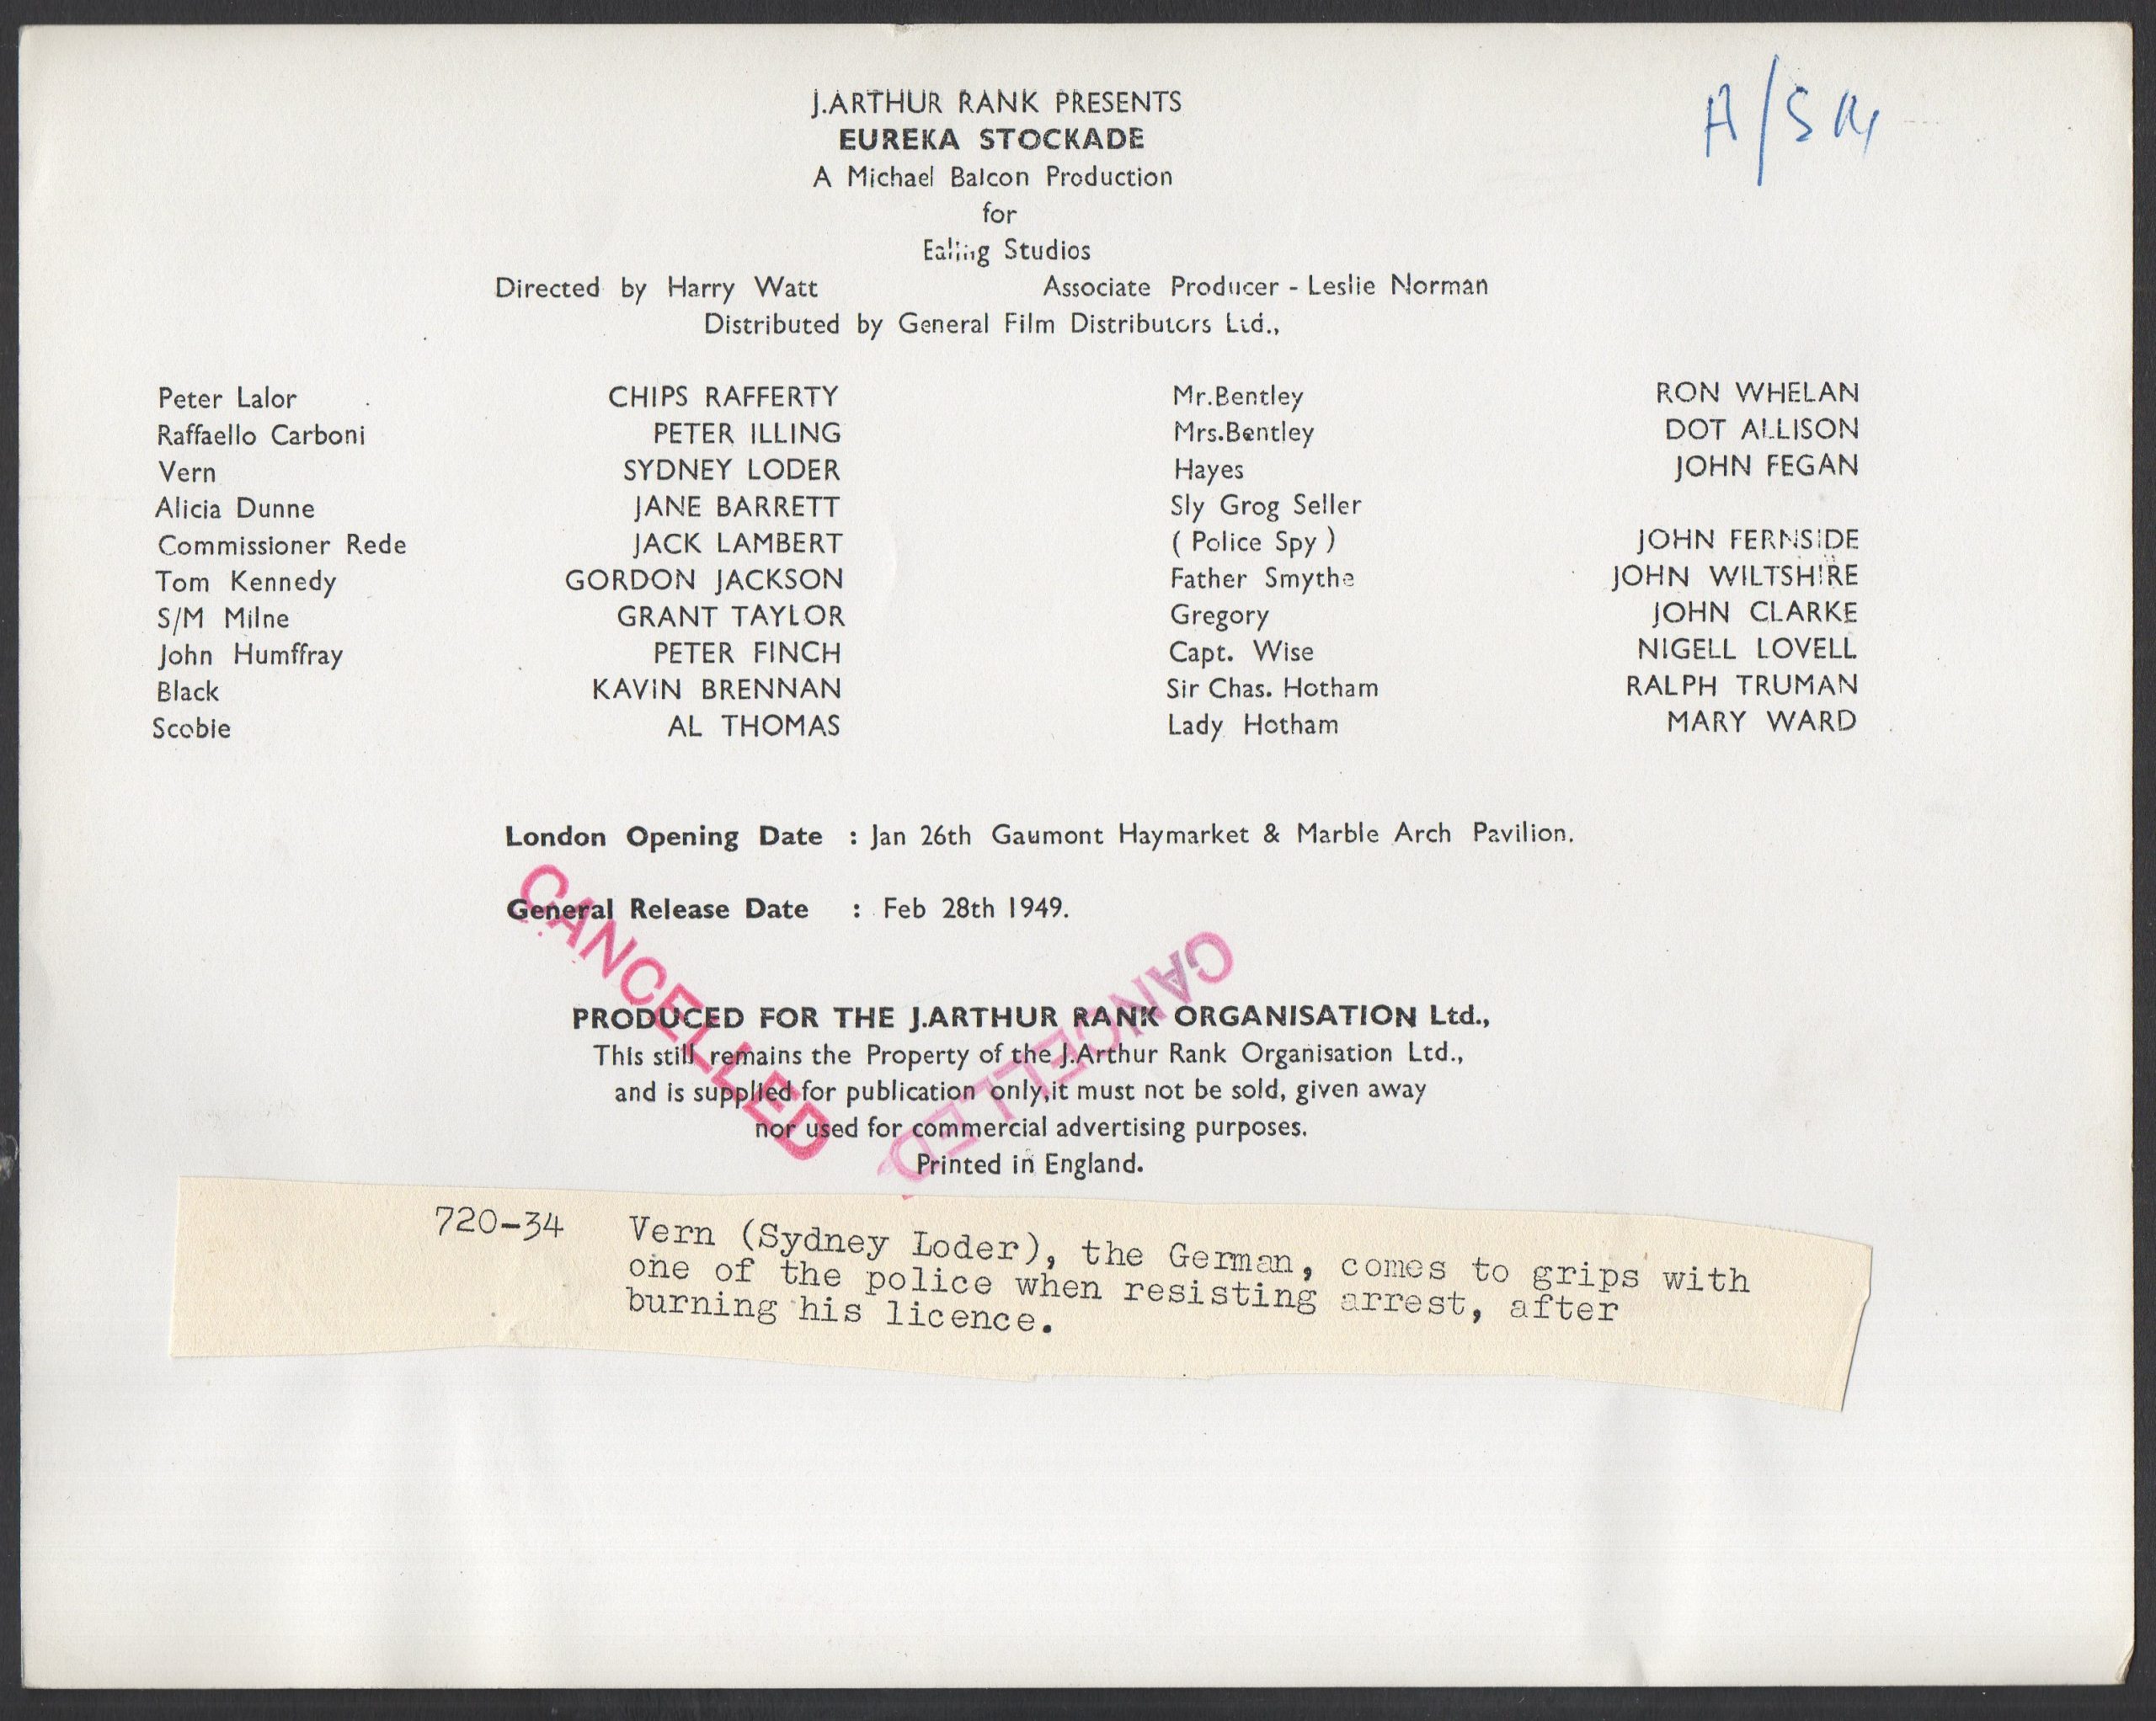 J.ARTHUR RANK PRESENTS
EUREKA STOCKADE
A Michael Balcon Production
for
Ealing Studios
Directed by Harry Watt Associate Producer - Leslie Norman
Distributed by General Film Distributors Ltd.,
Peter Lalor CHIPS RAFFERTY
Raffaello Carboni PETER ILLING
Vern SYDNEY LODER
Alicia Dunne JANE BARRETT
Commissioner Rede JACK LAMBERT
Tom Kennedy GORDON JACKSON
S/M Milne GRANT TAYLOR
John Humffray PETER FINCH
Black KAVIN BRENNAN
Scobie AL THOMAS
Mr.Bentley RON WHELAN
Mrs.Bentley DOT ALLISON
Hayes JOHN FEGAN
Sly Grog Seller
( Police Spy ) JOHN FERNSIDE
Father Smythe JOHN WILTSHIRE
Gregory JOHN CLARKE
Capt. Wise NIGELL LOVELL
Sir Chas. Hotham RALPH TRUMAN
Lady Hotham MARY WARD
London Opening Date : Jan 26th Gaumont Haymarket & Marble Arch Pavilion.
General Release Date : Feb 28th 1949.
CANCELLED
CANCELLED
PRODUCED FOR THE J.ARTHUR RANK ORGANISATION Ltd.,
This still remains the Property of the J.Arthur Rank Organisation Ltd.,
and is supplied for publication only,it must not be sold, given away
nor used for commercial advertising purposes.
Printed in England.
720-34 Vern (Sydney Loder), the German, comes to grips with
one of the police when resisting arrest, after
burning his licence.